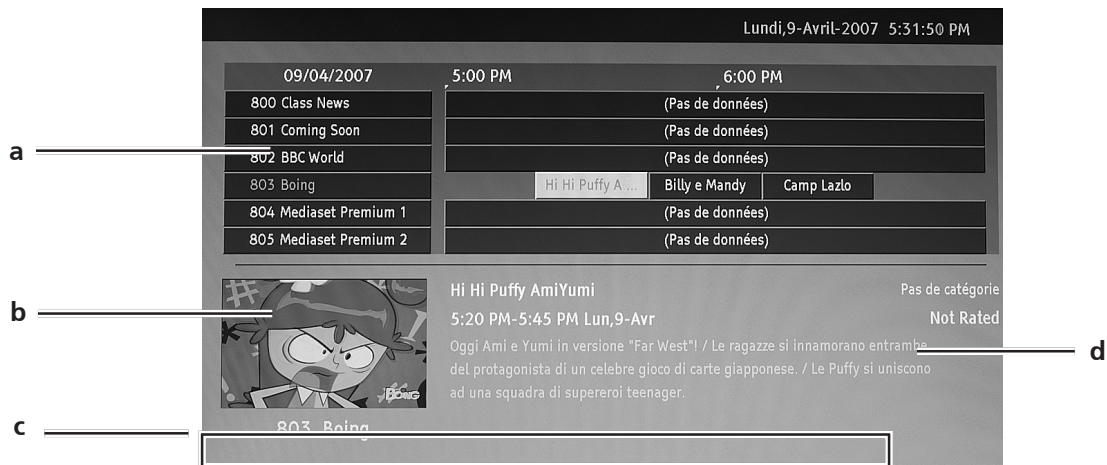 Lundi,9-Avril-2007 5:31:50 PM
09/04/2007 5:00 PM 6:00 PM
800 Class News (Pas de données)
801 Coming Soon (Pas de données)
a
802 BBC World (Pas de données)
803 Boing Hi Hi Puffy A ... Billy e Mandy Camp Lazlo
804 Mediaset Premium 1 (Pas de données)
805 Mediaset Premium 2 (Pas de données)
Hi Hi Puffy AmiYumi Pas de catégorie
b
5:20 PM-5:45 PM Lun,9-Avr Not Rated
Oggi Ami e Yumi in versione "Far West"! / Le ragazze si innamorano entrambe
d
del protagonista di un celebre gioco di carte giapponese. / Le Puffy si uniscono
ad una squadra di supereroi teenager.
BOING
c
803 Boing